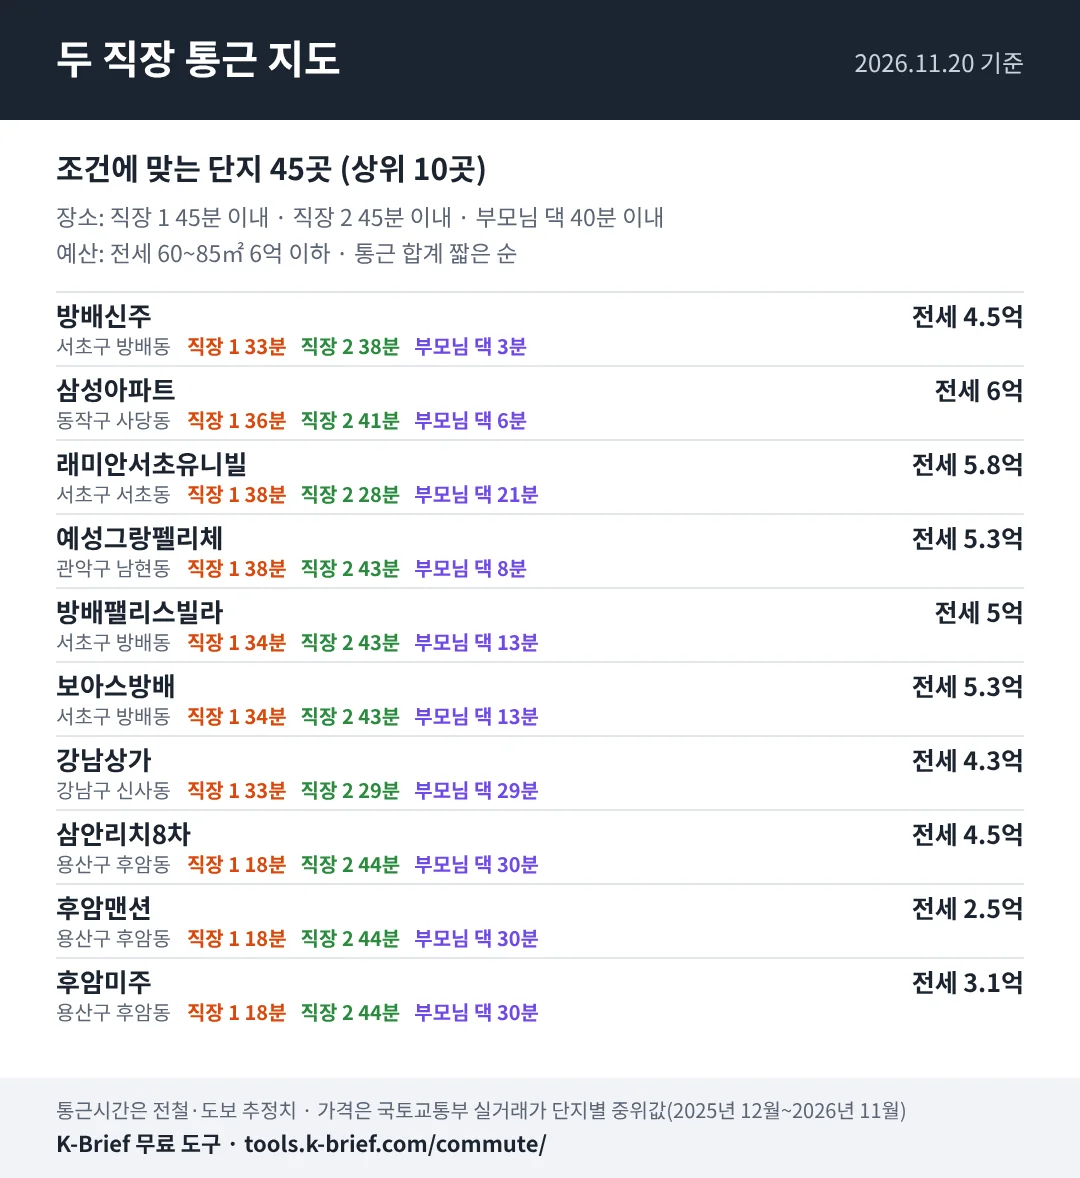 두 직장 통근 지도
2026.11.20 기준
조건에 맞는 단지 45곳 (상위 10곳)
장소: 직장 1 45분 이내 · 직장 2 45분 이내 · 부모님 댁 40분 이내
예산: 전세 60~85㎡ 6억 이하 · 통근 합계 짧은 순
방배신주 전세 4.5억
서초구 방배동 직장 1 33분 직장 2 38분 부모님 댁 3분
삼성아파트 전세 6억
동작구 사당동 직장 1 36분 직장 2 41분 부모님 댁 6분
래미안서초유니빌 전세 5.8억
서초구 서초동 직장 1 38분 직장 2 28분 부모님 댁 21분
예성그랑펠리체 전세 5.3억
관악구 남현동 직장 1 38분 직장 2 43분 부모님 댁 8분
방배팰리스빌라 전세 5억
서초구 방배동 직장 1 34분 직장 2 43분 부모님 댁 13분
보아스방배 전세 5.3억
서초구 방배동 직장 1 34분 직장 2 43분 부모님 댁 13분
강남상가 전세 4.3억
강남구 신사동 직장 1 33분 직장 2 29분 부모님 댁 29분
삼안리치8차 전세 4.5억
용산구 후암동 직장 1 18분 직장 2 44분 부모님 댁 30분
후암맨션 전세 2.5억
용산구 후암동 직장 1 18분 직장 2 44분 부모님 댁 30분
후암미주 전세 3.1억
용산구 후암동 직장 1 18분 직장 2 44분 부모님 댁 30분
통근시간은 전철·도보 추정치 · 가격은 국토교통부 실거래가 단지별 중위값(2025년 12월~2026년 11월)
K-Brief 무료 도구 · tools.k-brief.com/commute/